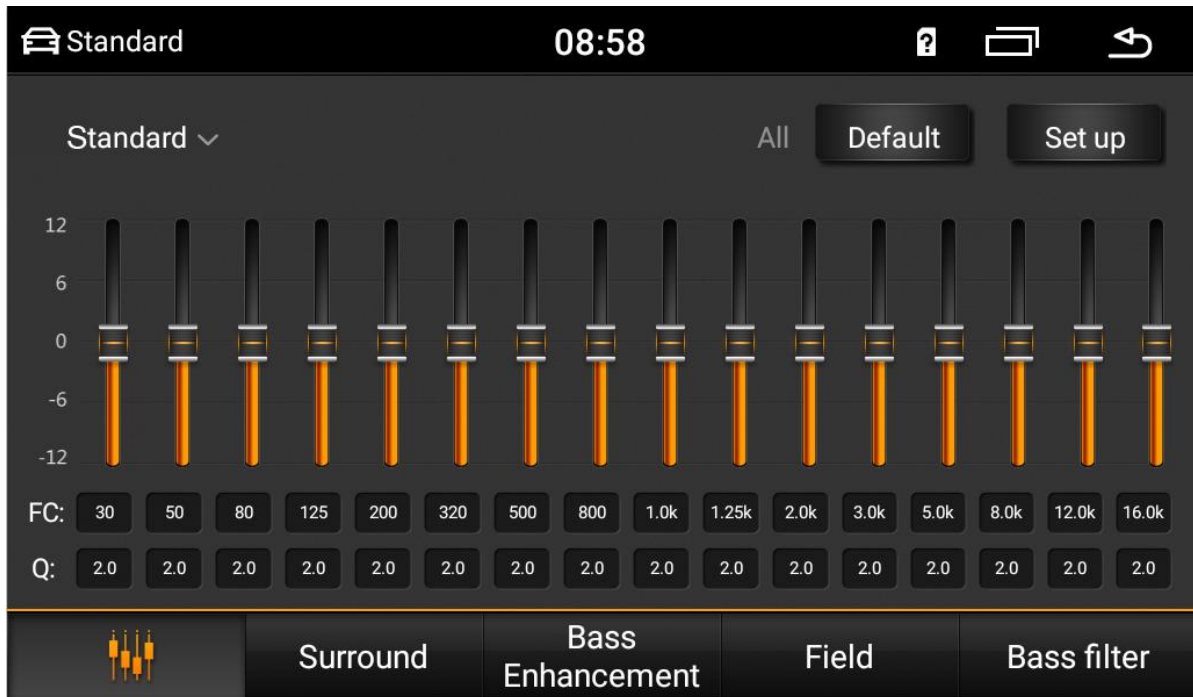 Standard 08:58 ?
Standard All Default Set up
12
6
0
-6
-12
FC: 30 50 80 125 200 320 500 800 1.0k 1.25k 2.0k 3.0k 5.0k 8.0k 12.0k 16.0k
Q: 2.0 2.0 2.0 2.0 2.0 2.0 2.0 2.0 2.0 2.0 2.0 2.0 2.0 2.0 2.0 2.0
Surround
Bass
Enhancement
Field
Bass filter